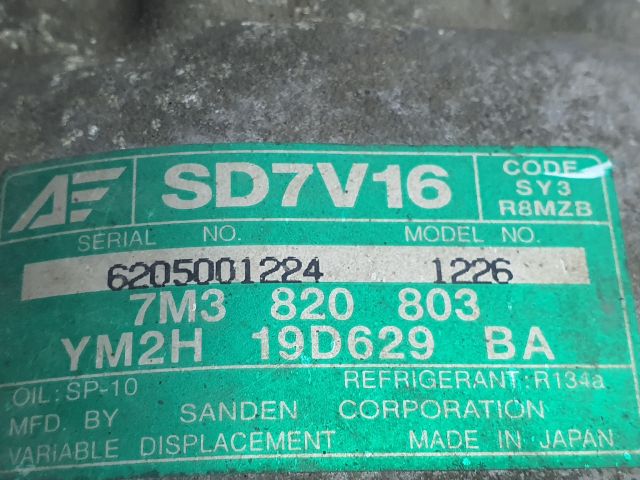 AE SD7V16 CODE
SY3
R8MZB
SERIAL NO. MODEL NO.
6205001224 1226
7M3 820 803
YM2H 19D629 BA
OIL: SP-10 REFRIGERANT: R134a
MFD. BY SANDEN CORPORATION
VARIABLE DISPLACEMENT MADE IN JAPAN